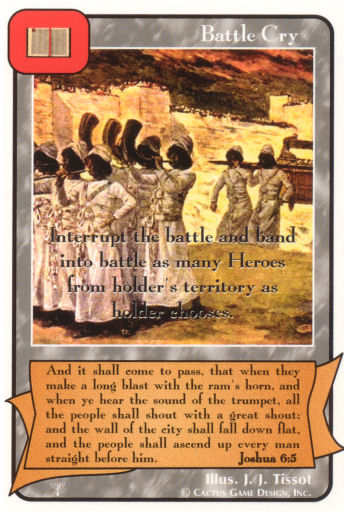 Battle Cry
Interrupt the battle and band
into battle as many Heroes
from holder's territory as
holder chooses.
And it shall come to pass, that when they
make a long blast with the ram's horn, and
when ye hear the sound of the trumpet, all
the people shall shout with a great shout;
and the wall of the city shall fall down flat,
and the people shall ascend up every man
straight before him. Joshua 6:5
Illus. J. J. Tissot
© Cactus Game Design, Inc.